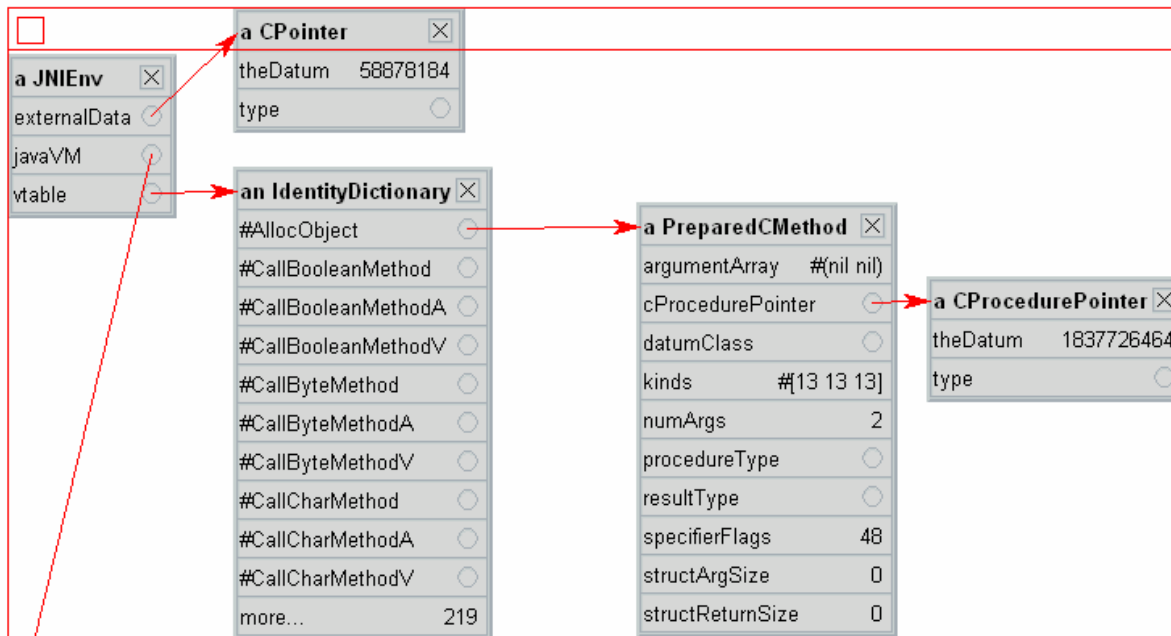 a CPointer
theDatum 58878184
type
a JNIEnv
externalData
javaVM
vtable
an IdentityDictionary
#AllocObject
#CallBooleanMethod
#CallBooleanMethodA
#CallBooleanMethodV
#CallByteMethod
#CallByteMethodA
#CallByteMethodV
#CallCharMethod
#CallCharMethodA
#CallCharMethodV
more... 219
a PreparedCMethod
argumentArray #(nil nil)
cProcedurePointer
datumClass
kinds #[13 13 13]
numArgs 2
procedureType
resultType
specifierFlags 48
structArgSize 0
structReturnSize 0
a CProcedurePointer
theDatum 1837726464
type